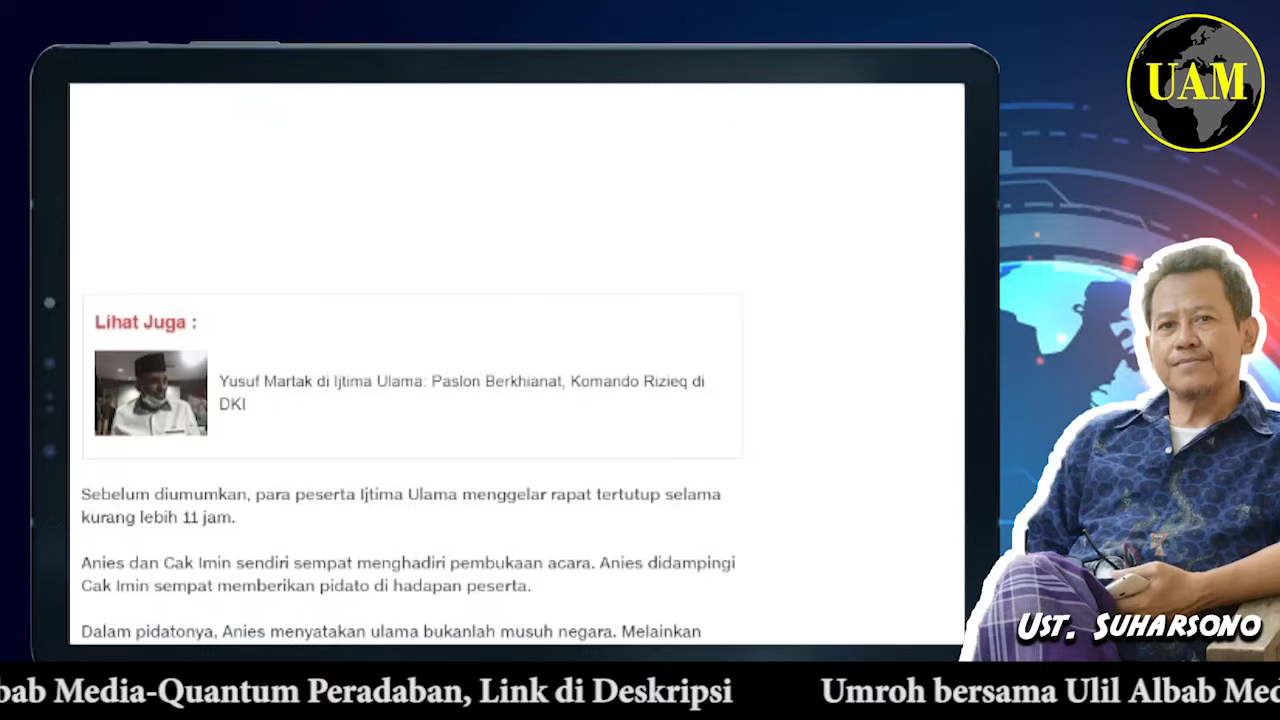 UAM
Lihat Juga :
Yusuf Martak di Ijtima Ulama: Paslon Berkhianat, Komando Rizieq di
DKI
Sebelum diumumkan, para peserta Ijtima Ulama menggelar rapat tertutup selama
kurang lebih 11 jam.
Anies dan Cak Imin sendiri sempat menghadiri pembukaan acara. Anies didampingi
Cak Imin sempat memberikan pidato di hadapan peserta.
Dalam pidatonya, Anies menyatakan ulama bukanlah musuh negara. Melainkan
UST. SUHARSONO
bab Media-Quantum Peradaban, Link di Deskripsi Umroh bersama Ulil Albab Med